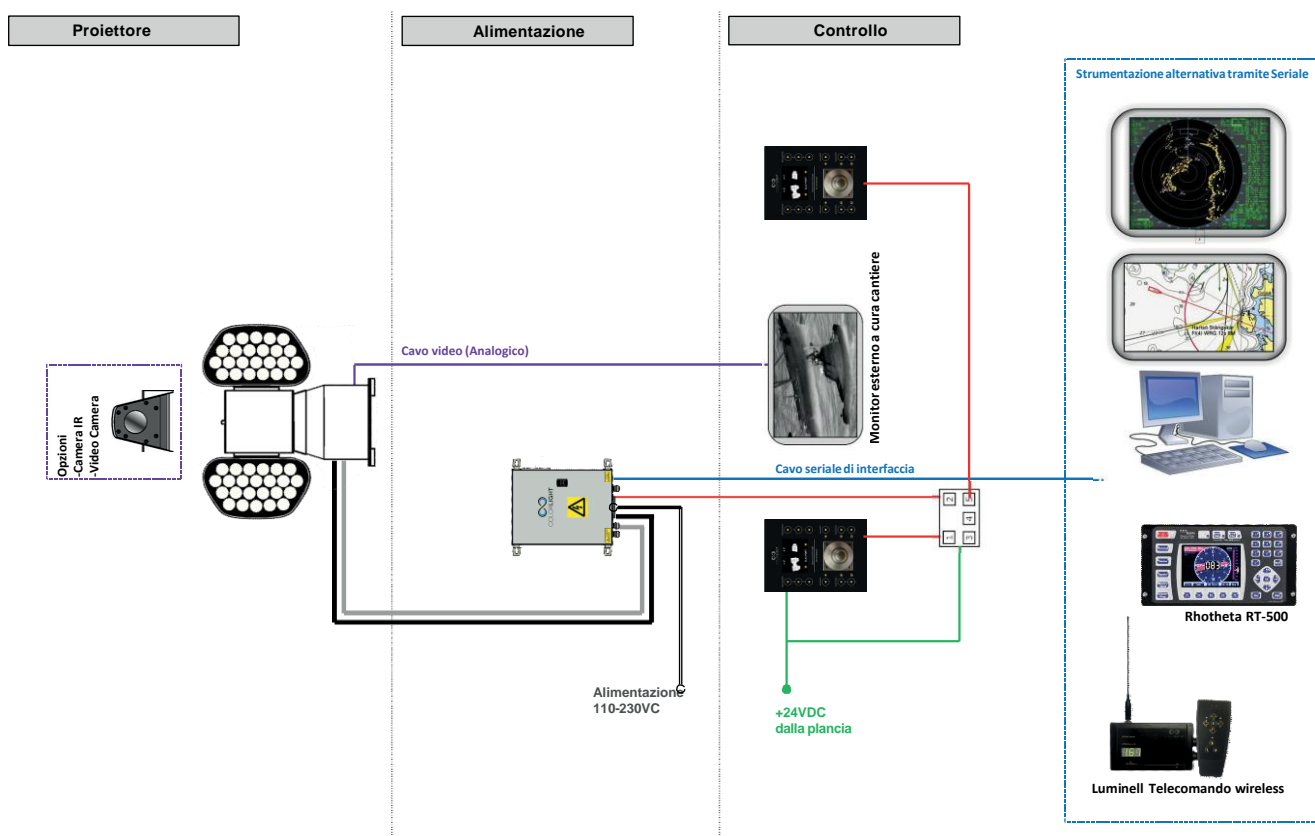 Proiettore
Alimentazione
Controllo
Strumentazione alternativa tramite Seriale
Cavo video (Analogico)
Opzioni
-Camera IR
-Video Camera
Monitor esterno a cura cantiere
Cavo seriale di interfaccia
COLORLIGHT
2
5
4
1
3
Alimentazione
110-230VC
+24VDC
dalla plancia
Rhotheta RT-500
Luminell Telecomando wireless